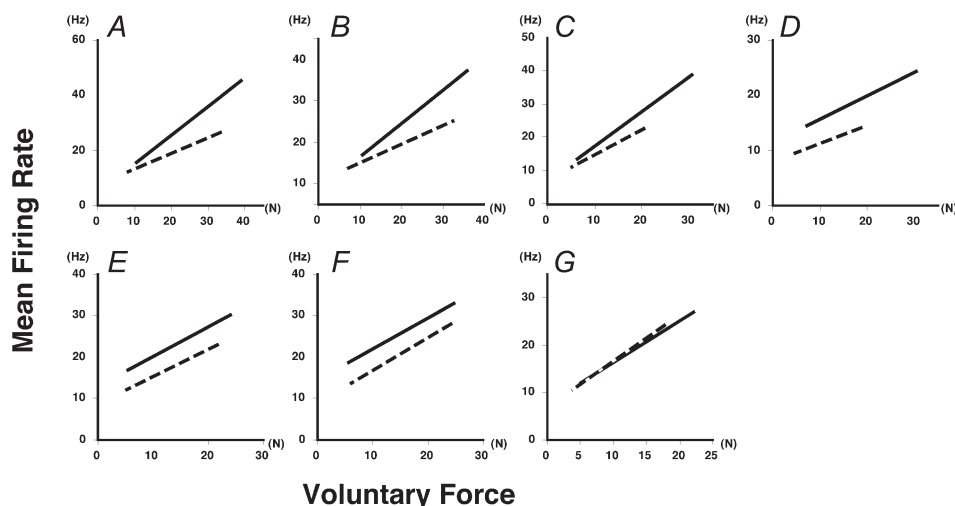 (Hz) A (Hz) B (Hz) C (Hz) D
60 40 50 30
40 30 40 20
20 20 30 10
0 10 20 0
10
0
0 10 20 30 40 (N) 0 10 20 30 40 (N) 0 10 20 30 (N) 0 10 20 30 (N)
Mean Firing Rate
(Hz) E (Hz) F (Hz) G
40 40 30
30 30 20
20 20 10
10 10 0
0 0
0 10 20 30 (N) 0 10 20 30 (N) 0 5 10 15 20 25 (N)
Voluntary Force